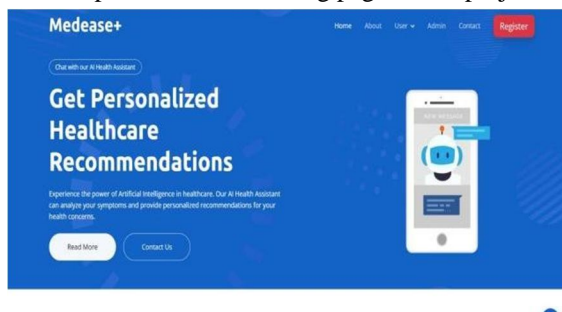 Medease+
Home About User Admin Contact Register
Chat with our AI Health Assistant
Get Personalized
Healthcare
Recommendations
Experience the power of Artificial Intelligence in healthcare. Our AI Health Assistant
can analyze your symptoms and provide personalized recommendations for your
health concerns.
Read More Contact Us
NEW MESSAGE